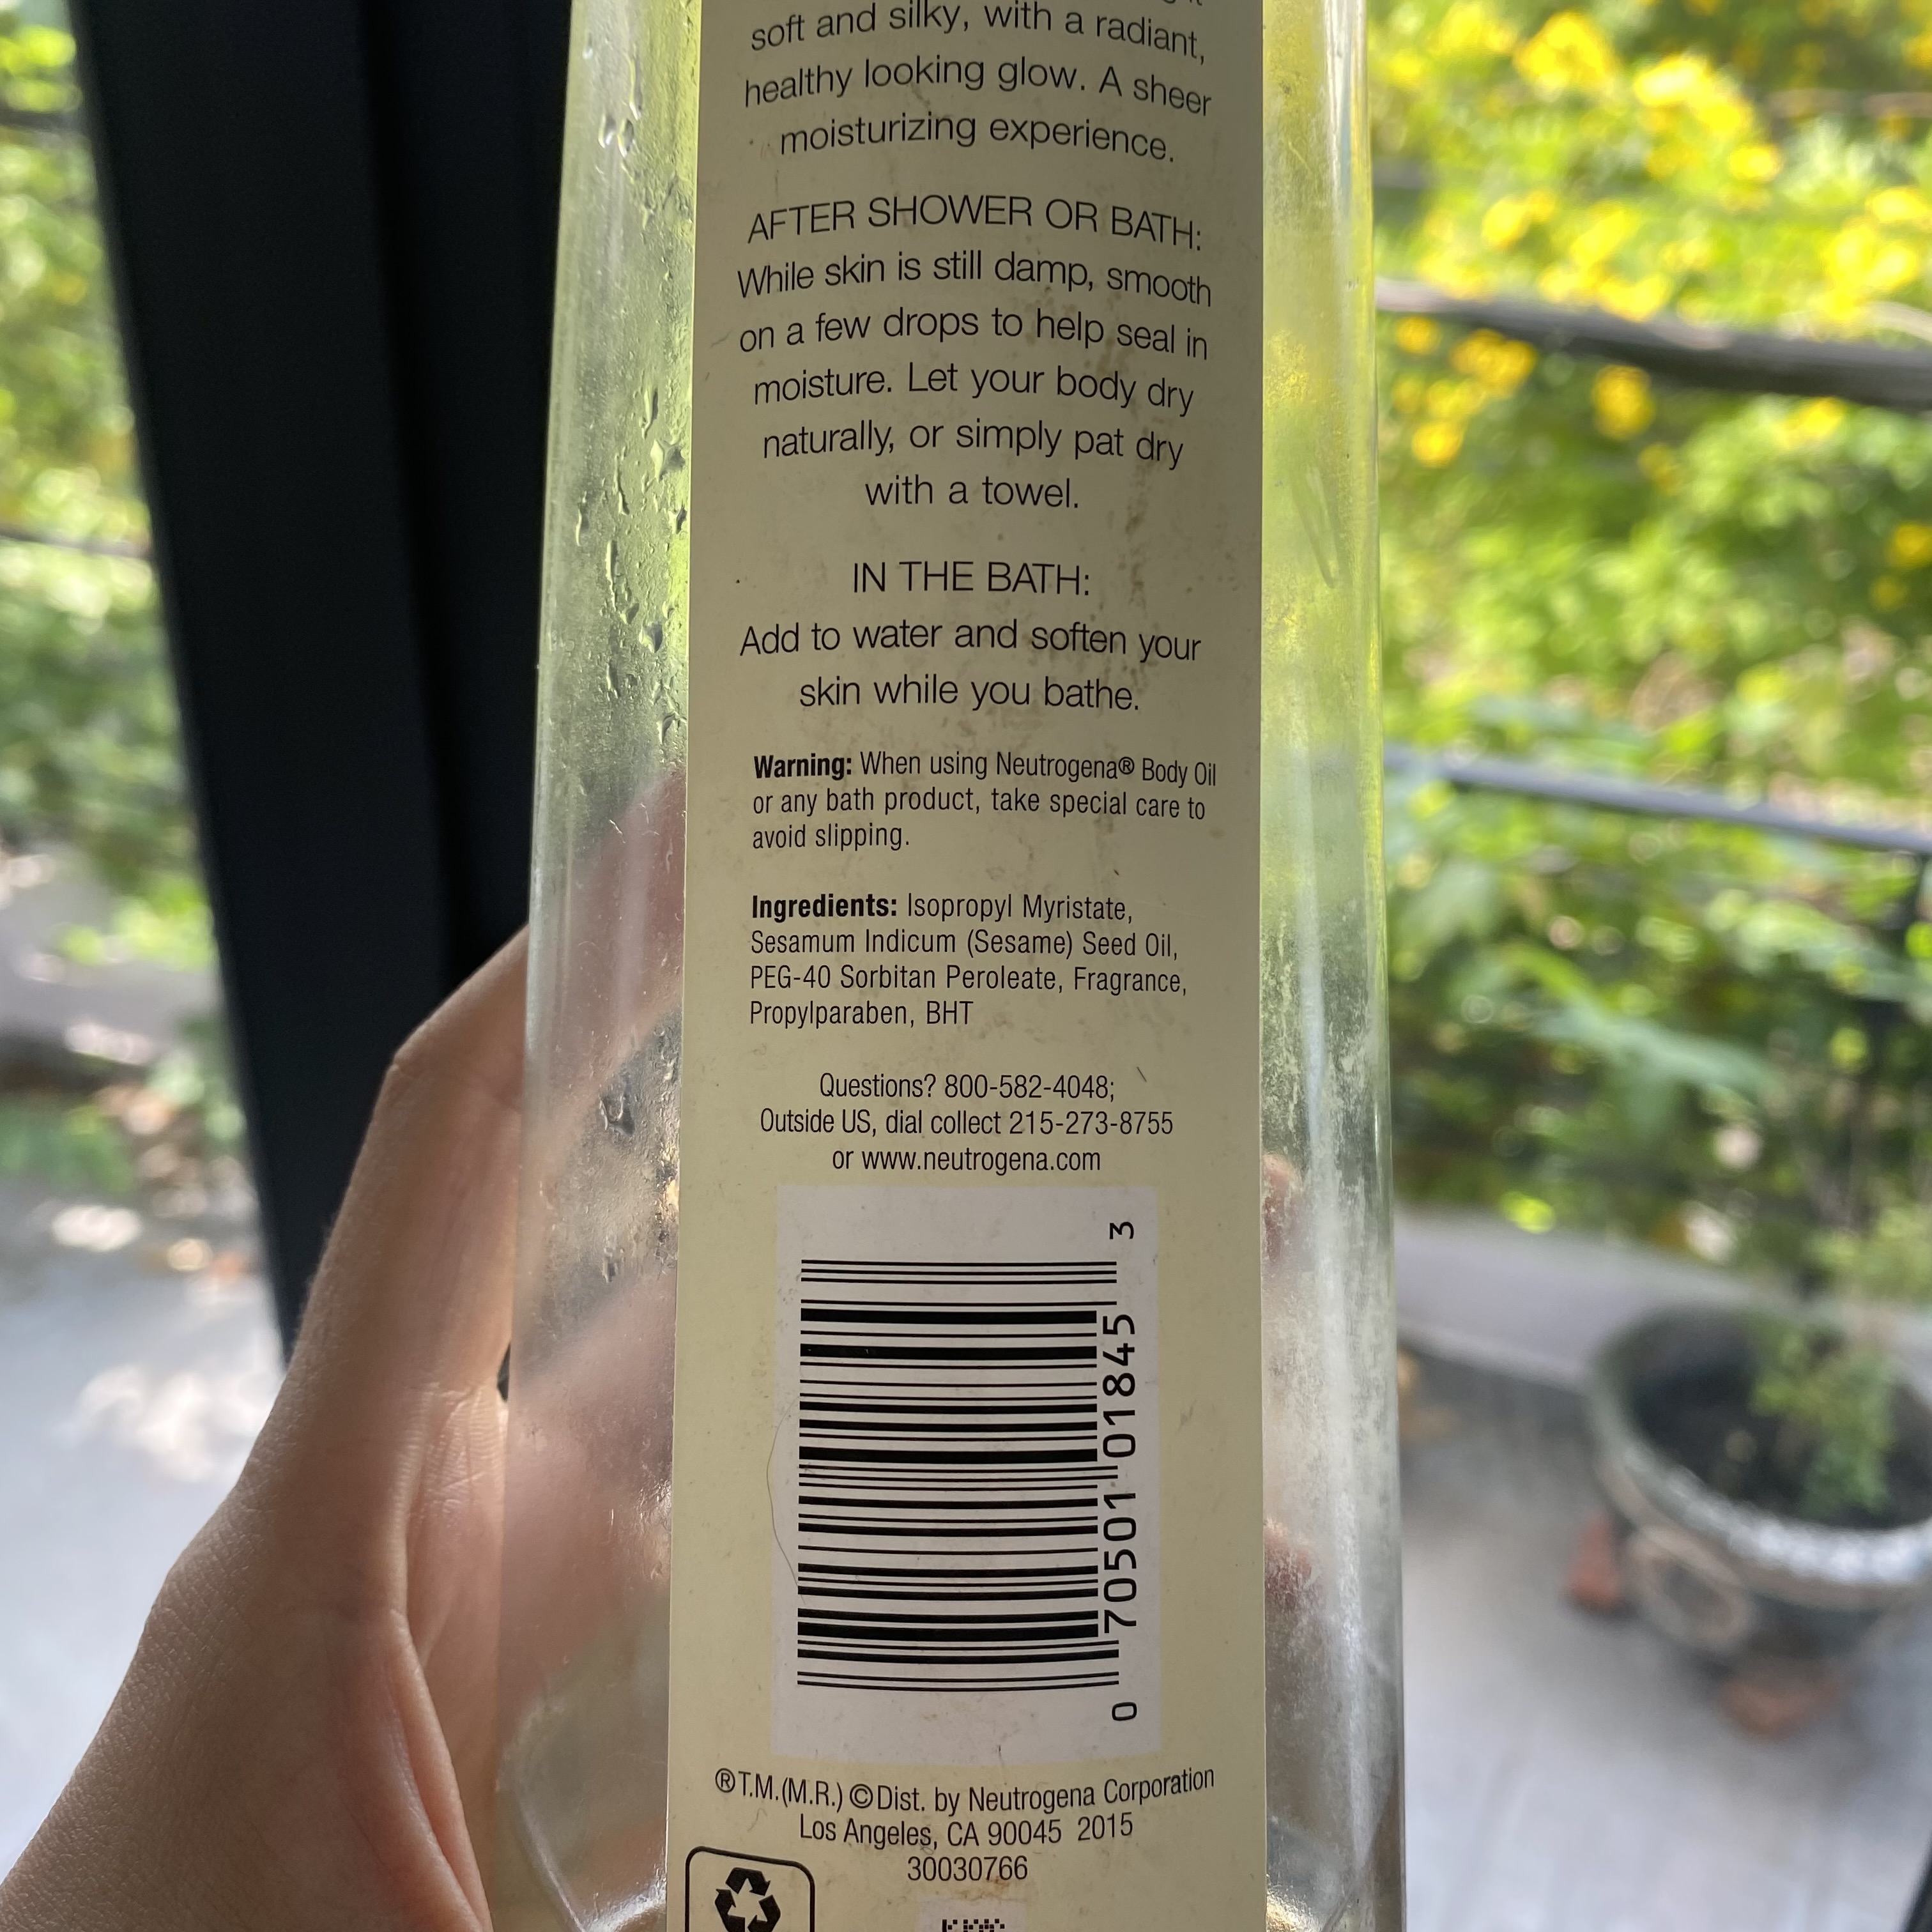 soft and silky, with a radiant,
healthy looking glow. A sheer
moisturizing experience.
AFTER SHOWER OR BATH:
While skin is still damp, smooth
on a few drops to help seal in
moisture. Let your body dry
naturally, or simply pat dry
with a towel.
IN THE BATH:
Add to water and soften your
skin while you bathe.
Warning: When using Neutrogena® Body Oil
or any bath product, take special care to
avoid slipping.
Ingredients: Isopropyl Myristate,
Sesamum Indicum (Sesame) Seed Oil,
PEG-40 Sorbitan Peroleate, Fragrance,
Propylparaben, BHT
Questions? 800-582-4048;
Outside US, dial collect 215-273-8755
or www.neutrogena.com
0 70501 01845 3
®T.M.(M.R.) ©Dist. by Neutrogena Corporation
Los Angeles, CA 90045 2015
30030766